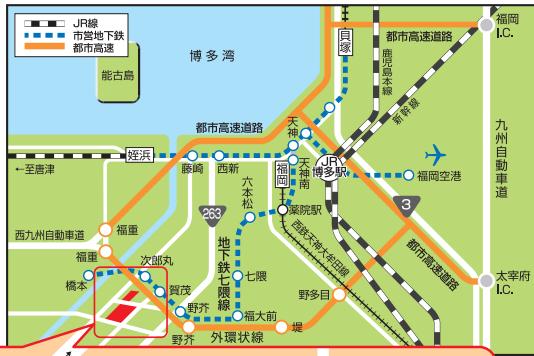 JR線
市営地下鉄
都市高速
博多湾
能古島
貝塚
都市高速道路
鹿児島本線
新幹線
福岡
I.C.
九州自動車道
都市高速道路
天神
姪浜
←至唐津
藤崎
西新
福岡
天神南
JR
博多駅
福岡空港
六本松
薬院駅
263
3
西九州自動車道
福重
福重
地下鉄七隈線
西鉄天神大牟田線
都市高速道路
太宰府
I.C.
次郎丸
橋本
賀茂
七隈
野芥
福大前
野多目
野芥
外環状線
堤